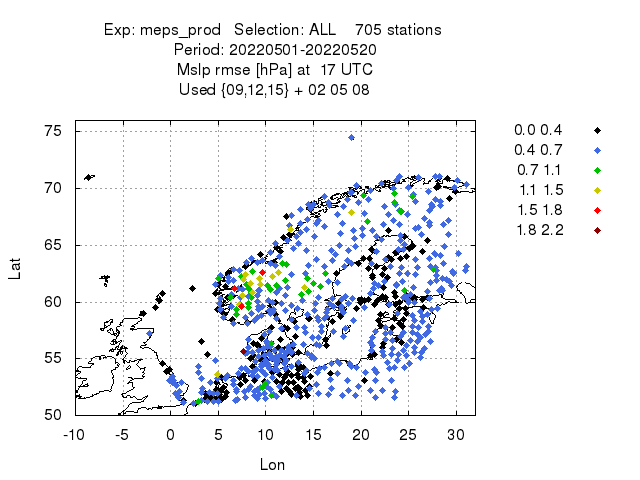 Exp: meps_prod   Selection: ALL    705 stations
Period: 20220501-20220520
Mslp rmse [hPa] at  17 UTC
Used {09,12,15} + 02 05 08
0.0 0.4
0.4 0.7
0.7 1.1
1.1 1.5
1.5 1.8
1.8 2.2
75
70
65
60
55
50
Lat
-10 -5 0 5 10 15 20 25 30
Lon